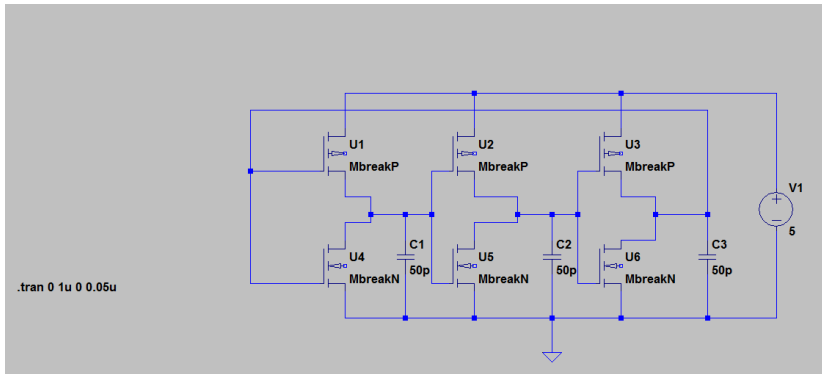 U1
MbreakP
U2
MbreakP
U3
MbreakP
V1
5
U4
MbreakN
C1
50p
U5
MbreakN
C2
50p
U6
MbreakN
C3
50p
.tran 0 1u 0 0.05u